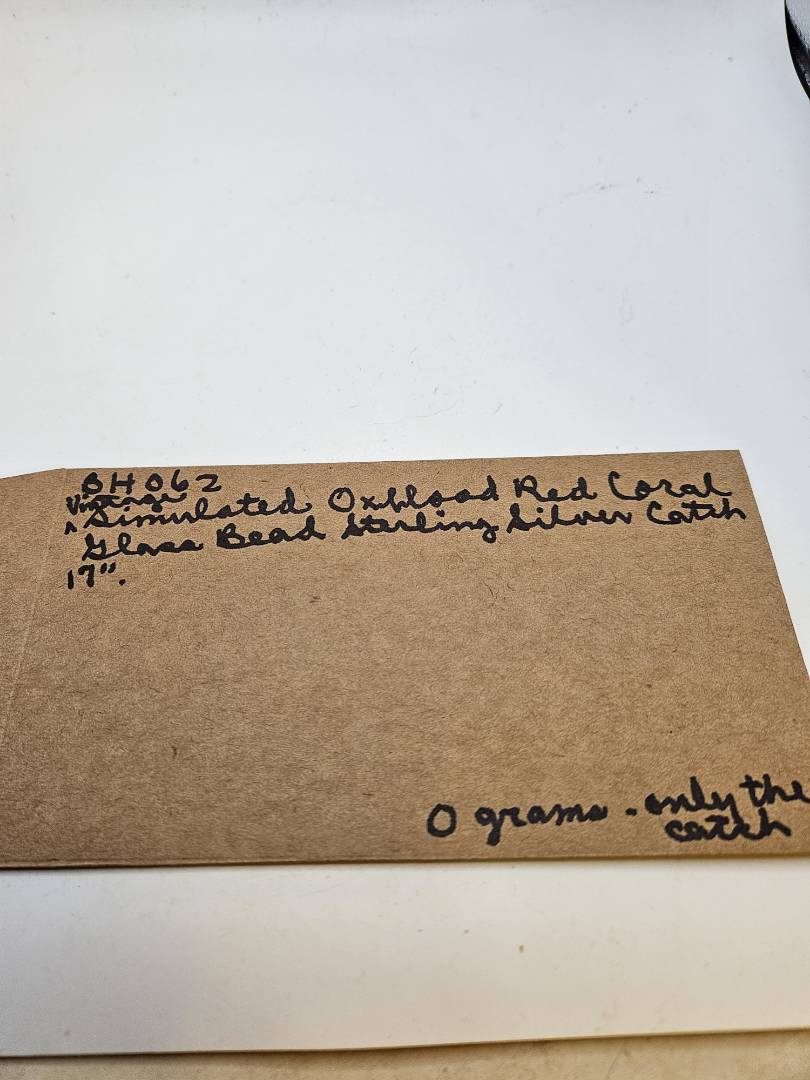 BH062
Vintage
^ Simulated Oxblood Red Coral
Glass Bead Sterling Silver Catch
17".
0 grams - only the
catch